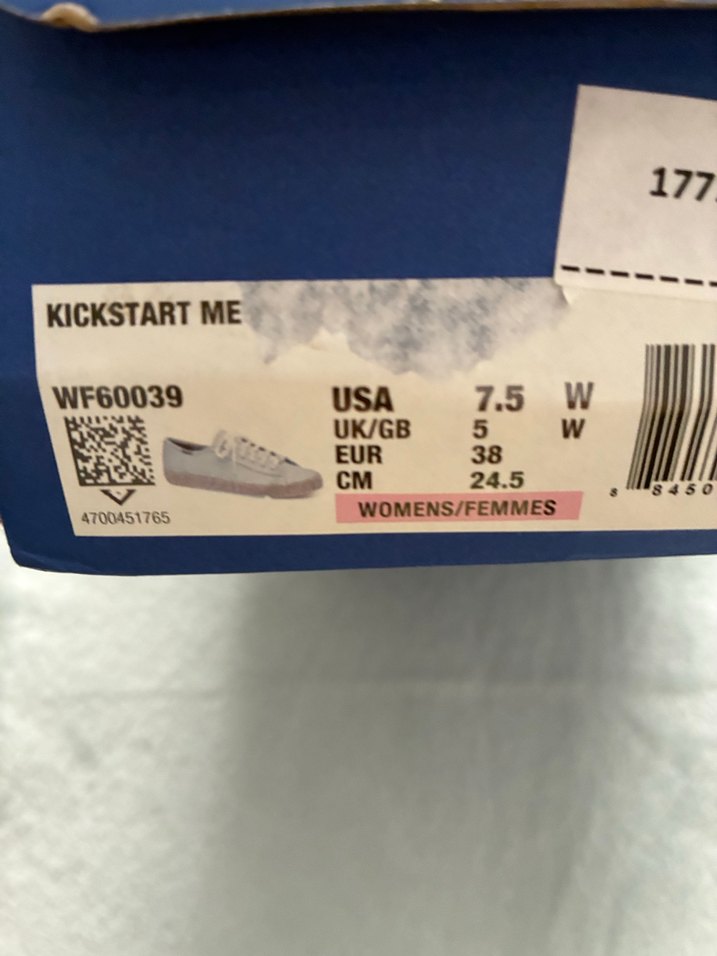 177
KICKSTART ME
WF60039
USA 7.5 W
UK/GB 5 W
EUR 38
CM 24.5
WOMENS/FEMMES
4700451765
8 8450